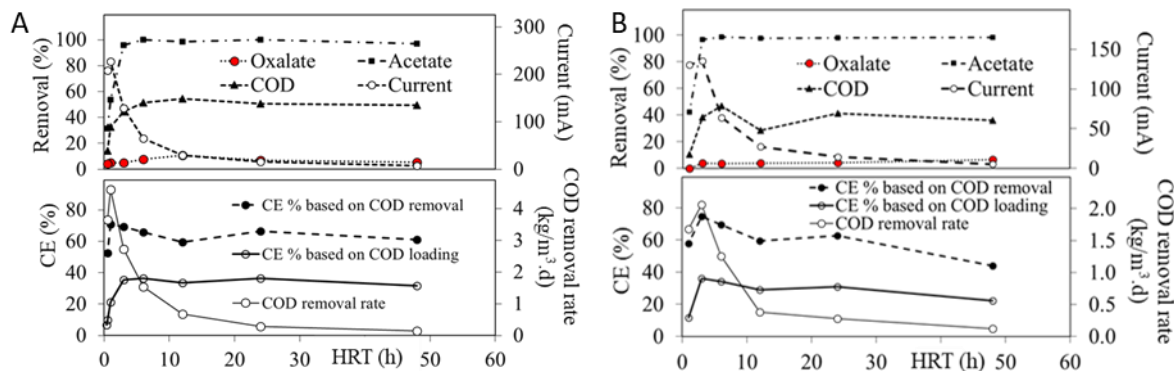 A
Removal (%)
100
80
60
40
20
0
Oxalate
Acetate
COD
Current
300
200
100
0
Current
(mA)
CE (%)
80
60
40
20
0
CE % based on COD removal
CE % based on COD loading
COD removal rate
5
4
3
2
1
0
COD removal rate
(kg/m³.d)
0 10 20 30 40 50 60
HRT (h)
B
Removal (%)
100
80
60
40
20
0
Oxalate
Acetate
COD
Current
150
100
50
0
Current
(mA)
CE (%)
80
60
40
20
0
CE % based on COD removal
CE % based on COD loading
COD removal rate
2.0
1.5
1.0
0.5
0.0
COD removal rate
(kg/m³.d)
0 10 20 30 40 50 60
HRT (h)